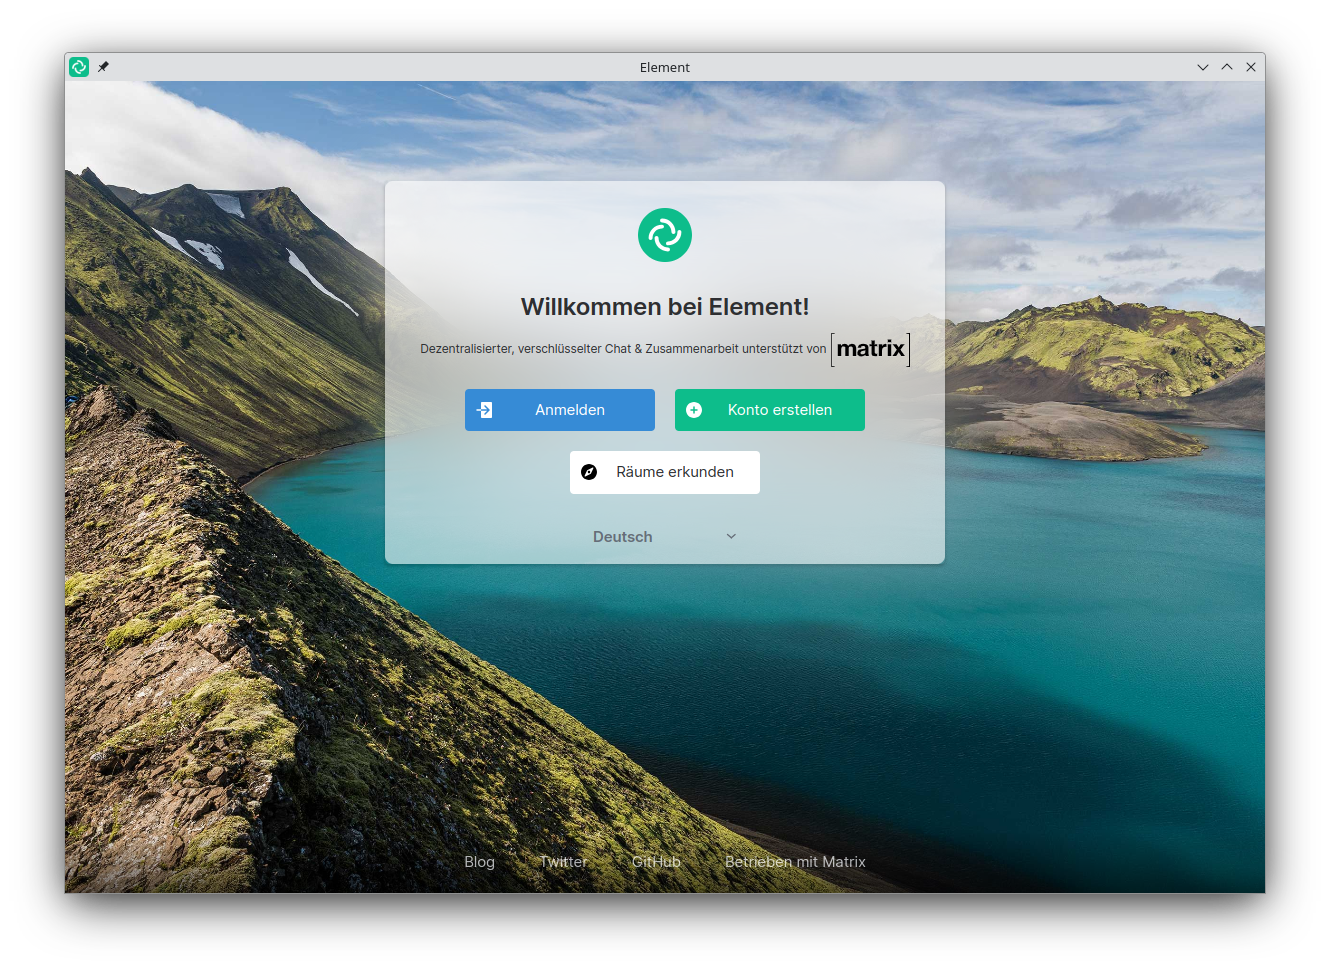 Element
Willkommen bei Element!
Dezentralisierter, verschlüsselter Chat & Zusammenarbeit unterstützt von [matrix]
Anmelden
Konto erstellen
Räume erkunden
Deutsch
Blog Twitter GitHub Betrieben mit Matrix